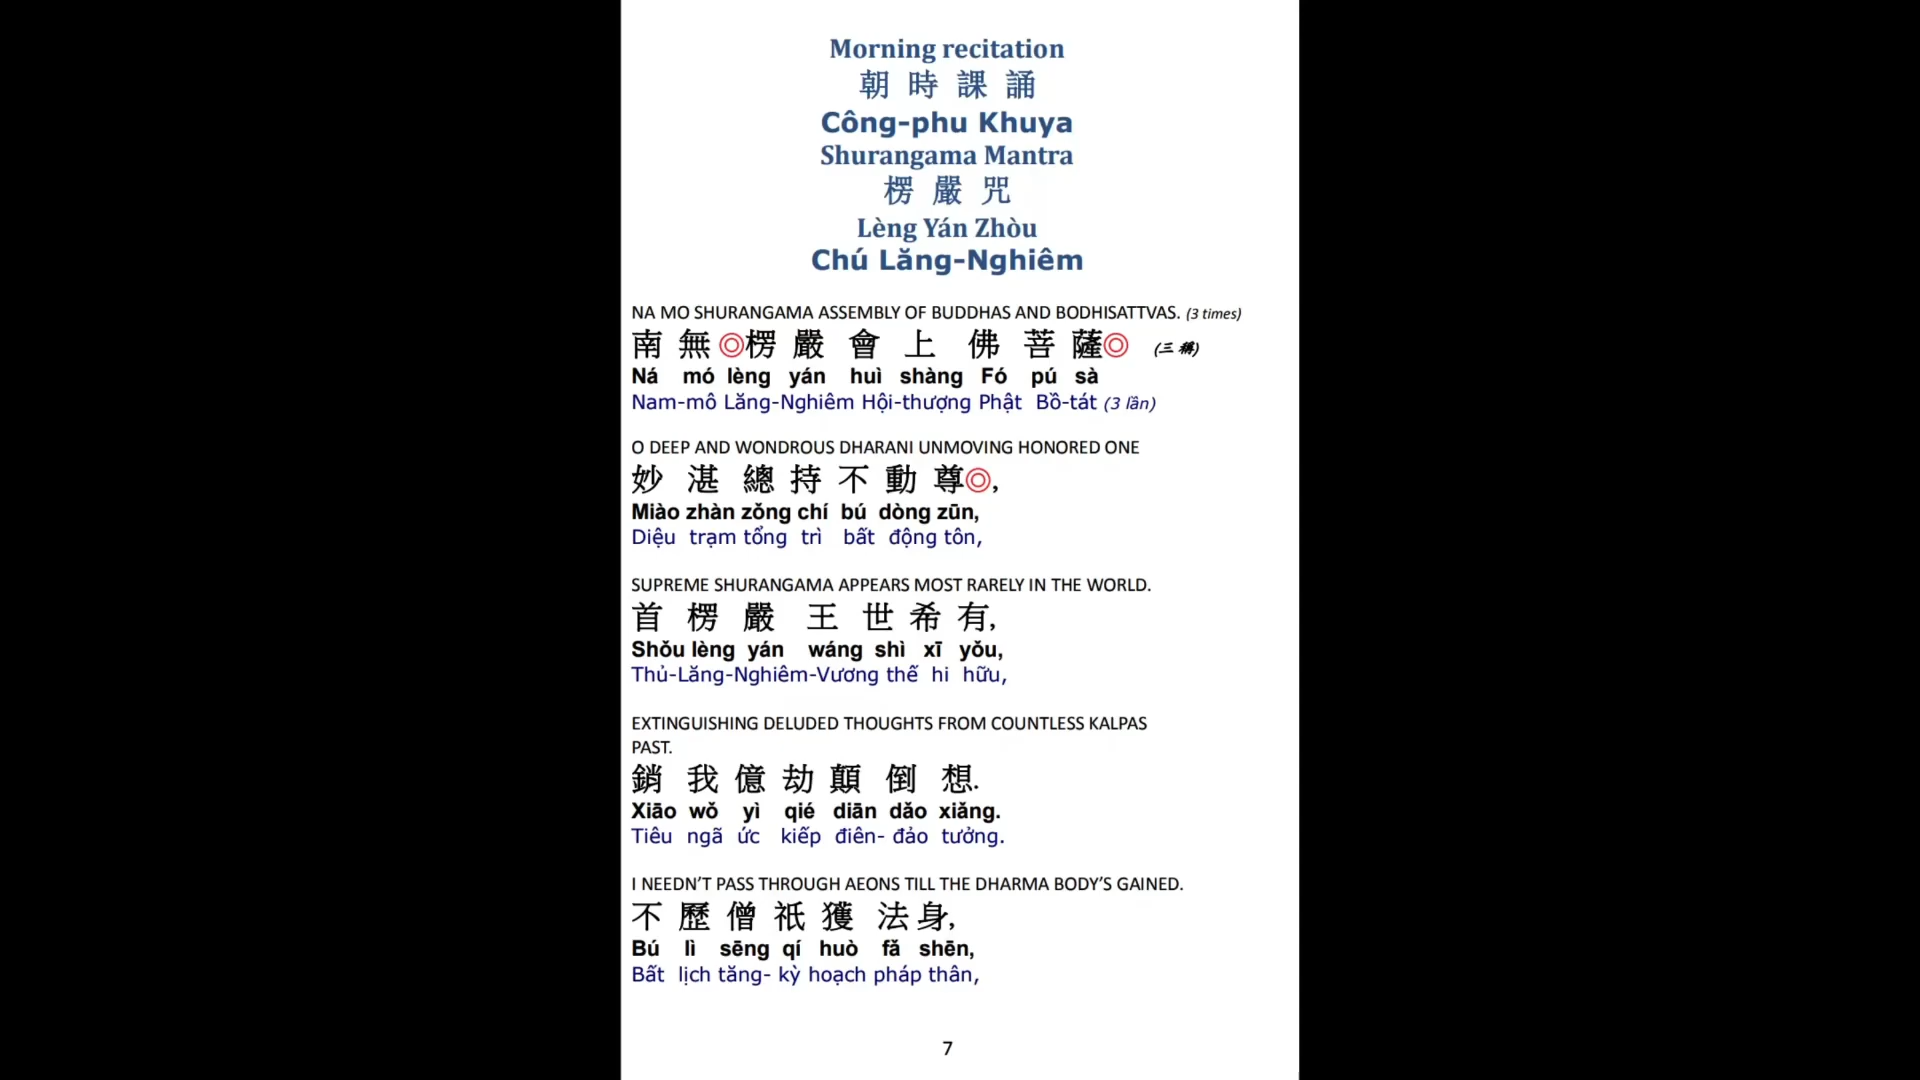 Morning recitation
朝 時 課 誦
Công-phu Khuya
Shurangama Mantra
楞 嚴 咒
Lèng Yán Zhòu
Chú Lăng-Nghiêm
NA MO SHURANGAMA ASSEMBLY OF BUDDHAS AND BODHISATTVAS. (3 times)
南 無 ◎楞 嚴 會 上 佛 菩 薩◎ (三 稱)
Ná mó lèng yán huì shàng Fó pú sà
Nam-mô Lăng-Nghiêm Hội-thượng Phật Bồ-tát (3 lần)
O DEEP AND WONDROUS DHARANI UNMOVING HONORED ONE
妙 湛 總 持 不 動 尊◎,
Miào zhàn zǒng chí bú dòng zūn,
Diệu trạm tổng trì bất động tôn,
SUPREME SHURANGAMA APPEARS MOST RARELY IN THE WORLD.
首 楞 嚴 王 世 希 有,
Shǒu lèng yán wáng shì xī yǒu,
Thủ-Lăng-Nghiêm-Vương thế hi hữu,
EXTINGUISHING DELUDED THOUGHTS FROM COUNTLESS KALPAS
PAST.
銷 我 億 劫 顛 倒 想.
Xiāo wǒ yì qié diān dǎo xiǎng.
Tiêu ngã ức kiếp điên- đảo tưởng.
I NEEDN’T PASS THROUGH AEONS TILL THE DHARMA BODY’S GAINED.
不 歷 僧 祇 獲 法 身,
Bú lì sēng qí huò fǎ shēn,
Bất lịch tăng- kỳ hoạch pháp thân,
7